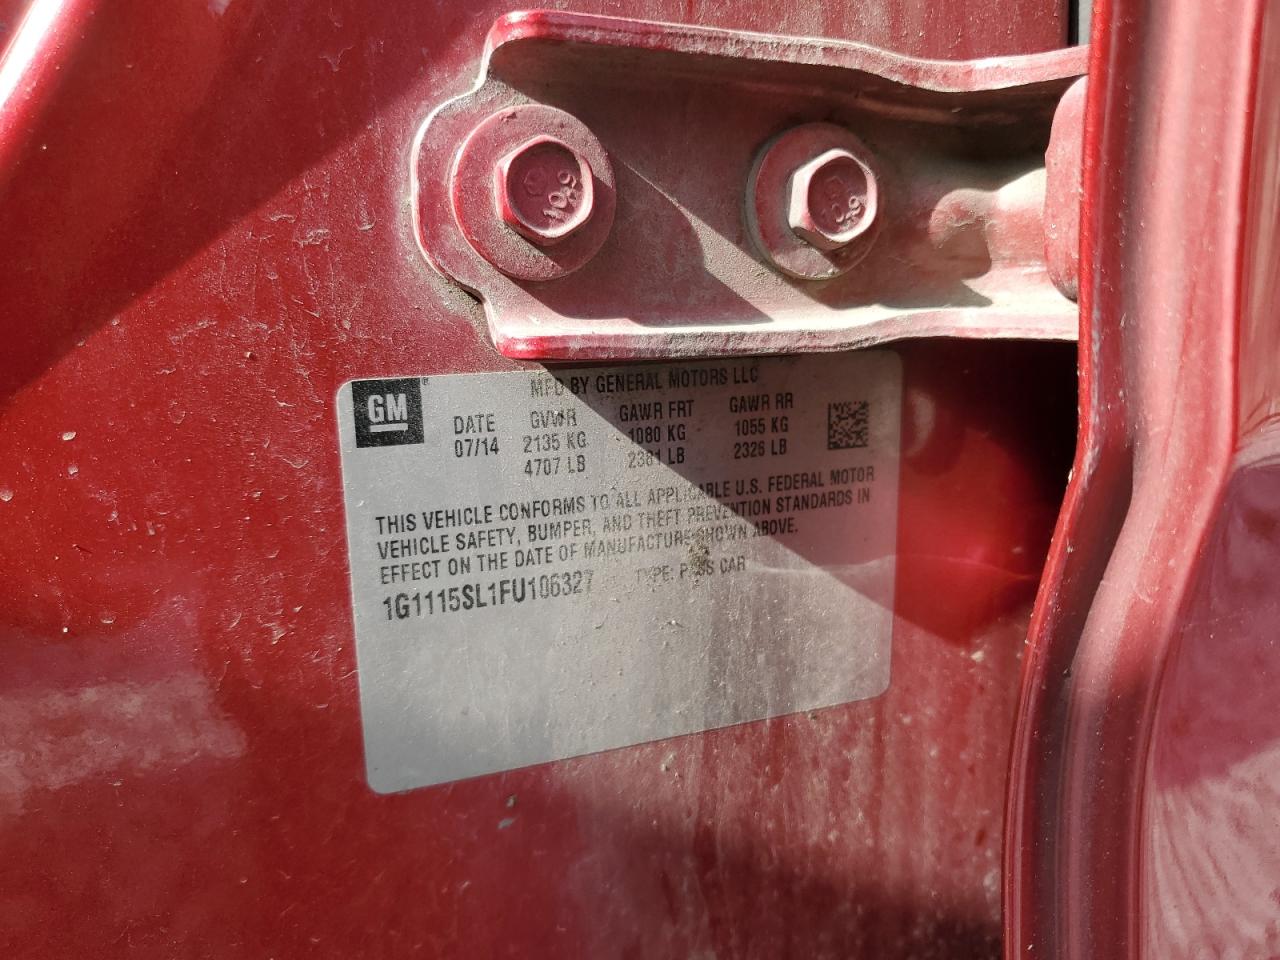 10.9
GM
MFD BY GENERAL MOTORS LLC
DATE GVWR GAWR FRT GAWR RR
07/14 2135 KG 1080 KG 1055 KG
4707 LB 2381 LB 2326 LB
THIS VEHICLE CONFORMS TO ALL APPLICABLE U.S. FEDERAL MOTOR
VEHICLE SAFETY, BUMPER, AND THEFT PREVENTION STANDARDS IN
EFFECT ON THE DATE OF MANUFACTURE SHOWN ABOVE.
1G1115SL1FU106327 TYPE: PASS CAR